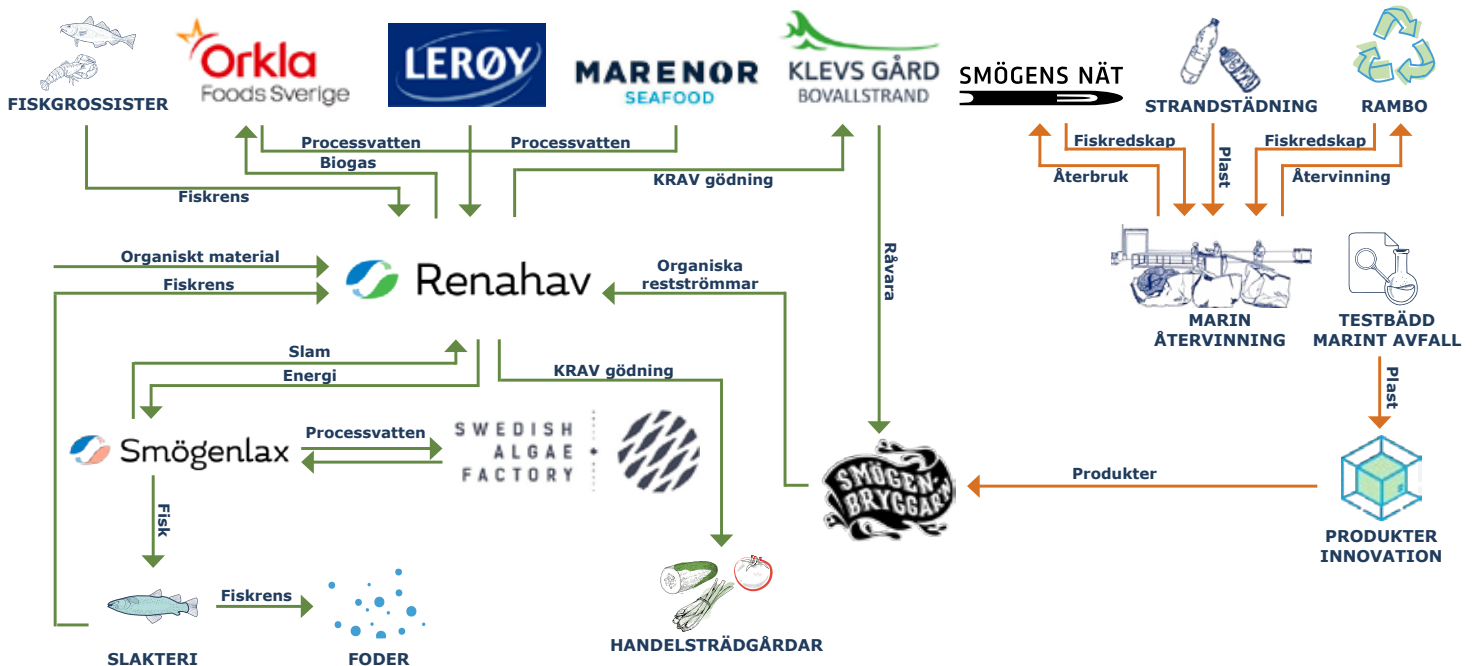 FISKGROSSISTER
Orkla
Foods Sverige
LERØY
MARENOR
SEAFOOD
KLEVS GÅRD
BOVALLSTRAND
SMÖGENS NÄT
STRANDSTÄDNING
RAMBO
Processvatten
Processvatten
Biogas
Fiskrens
KRAV gödning
Fiskredskap
Återbruk
Plast
Fiskredskap
Återvinning
Organiskt material
Fiskrens
Renahav
Organiska
restströmmar
Råvara
MARIN
ÅTERVINNING
TESTBÄDD
MARINT AVFALL
Slam
Energi
KRAV gödning
Plast
Smögenlax
Processvatten
SWEDISH
ALGAE
FACTORY
SMÖGEN-
BRYGGARN
Produkter
PRODUKTER
INNOVATION
Fisk
Fiskrens
SLAKTERI
FODER
HANDELSTRÄDGÅRDAR